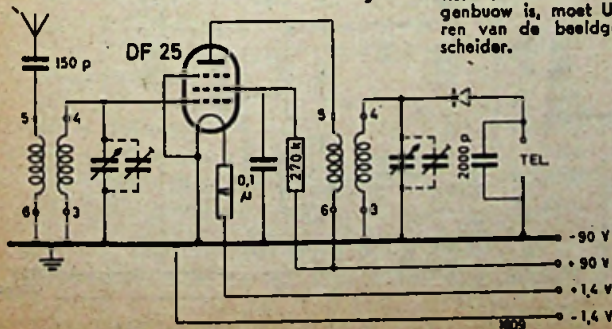 genbuow is, moet U
ren van de beeldg
scheider.
DF 25
150 p
5
4
6
3
0,1
μ
270 k
5
4
6
3
2000 p
TEL.
-90 V
+90 V
+1,4 V
-1,4 V